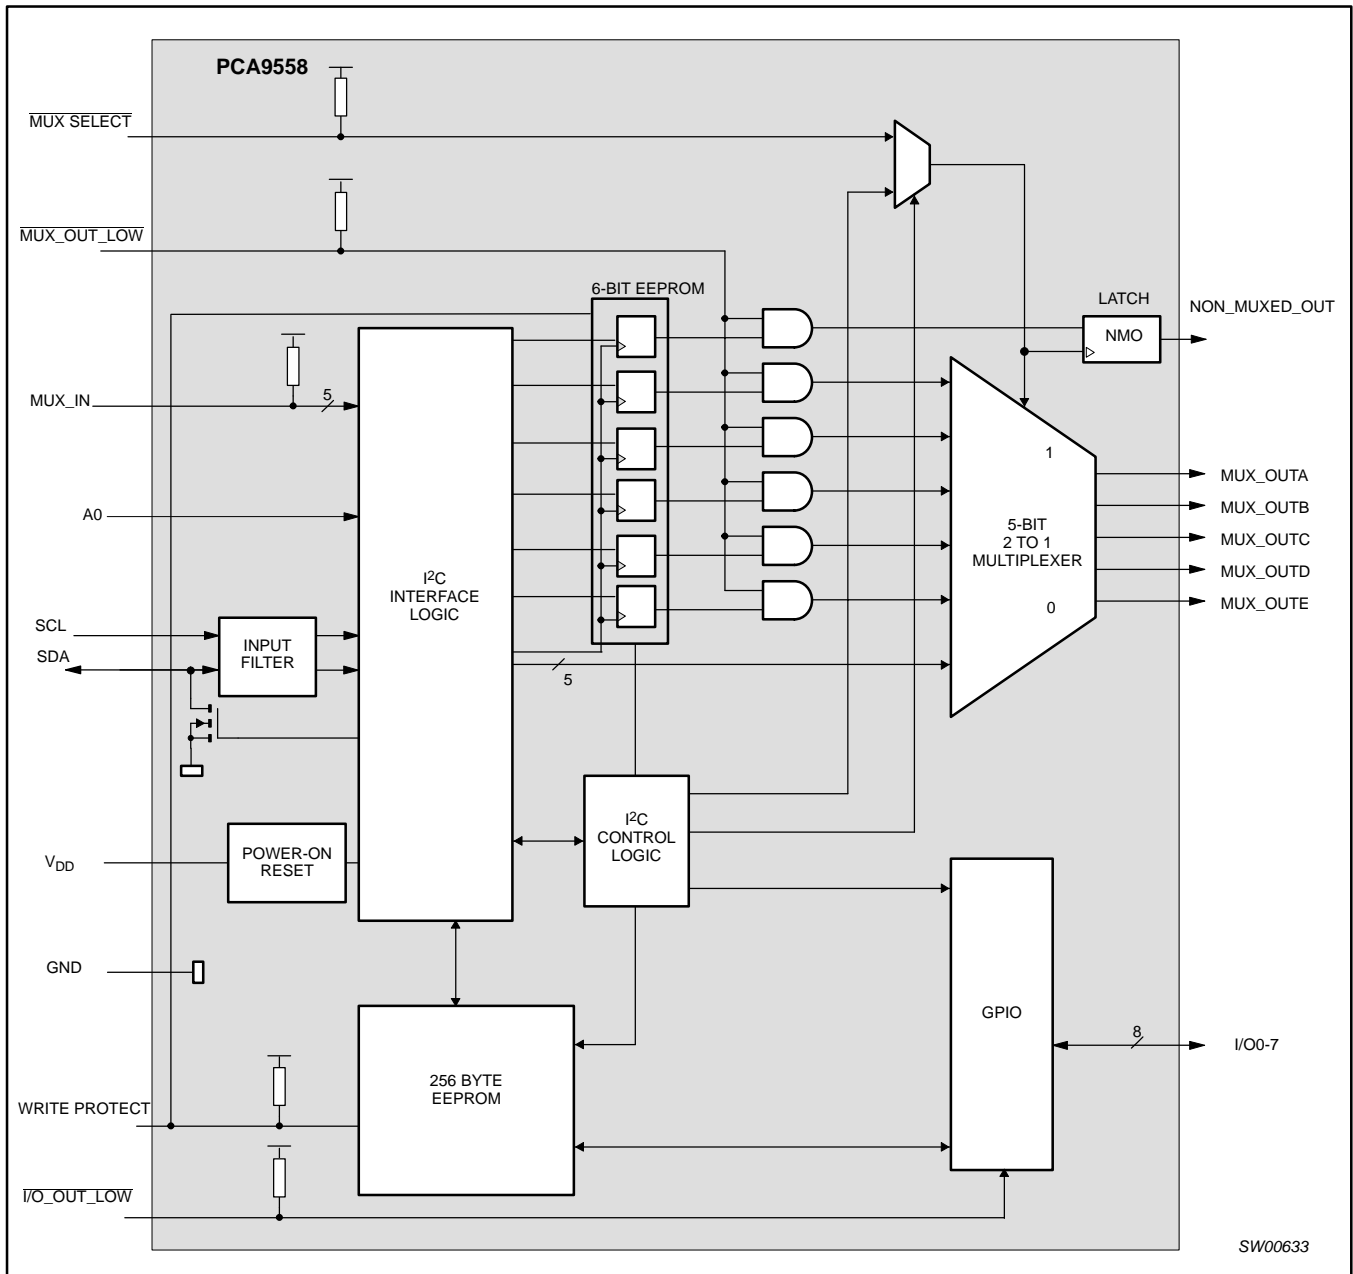 PCA9558
MUX SELECT
MUX_OUT_LOW
6-BIT EEPROM
LATCH
NON_MUXED_OUT
NMO
MUX_IN
5
1
MUX_OUTA
A0
MUX_OUTB
5-BIT
2 TO 1
MULTIPLEXER
MUX_OUTC
I2C
INTERFACE
LOGIC
MUX_OUTD
0
MUX_OUTE
SCL
SDA
INPUT
FILTER
5
I2C
CONTROL
LOGIC
VDD
POWER-ON
RESET
GND
GPIO
8
I/O0-7
256 BYTE
EEPROM
WRITE PROTECT
I/O_OUT_LOW
SW00633